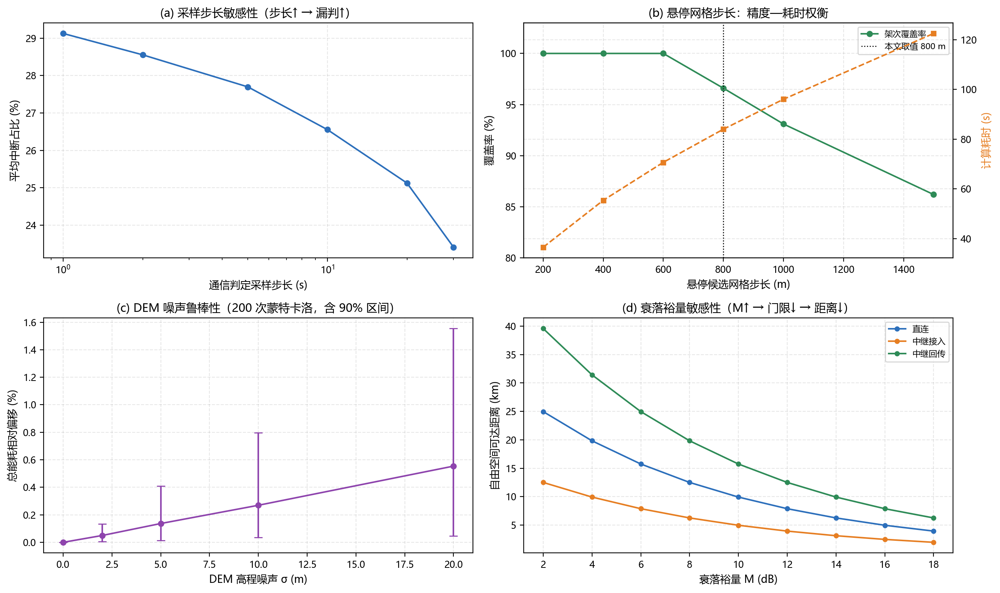 (a) 采样步长敏感性（步长↑ → 漏判↑）
29
28
27
26
25
24
平均中断占比 (%)
10⁰
10¹
通信判定采样步长 (s)
(b) 悬停网格步长：精度—耗时权衡
架次覆盖率
本文取值 800 m
100
95
90
85
80
覆盖率 (%)
120
100
80
60
40
计算耗时 (s)
200 400 600 800 1000 1200 1400
悬停候选网格步长 (m)
(c) DEM 噪声鲁棒性（200 次蒙特卡洛，含 90% 区间）
1.6
1.4
1.2
1.0
0.8
0.6
0.4
0.2
0.0
总能耗相对偏移 (%)
0.0 2.5 5.0 7.5 10.0 12.5 15.0 17.5 20.0
DEM 高程噪声 σ (m)
(d) 衰落裕量敏感性（M↑ → 门限↓ → 距离↓）
直连
中继接入
中继回传
40
35
30
25
20
15
10
5
自由空间可达距离 (km)
2 4 6 8 10 12 14 16 18
衰落裕量 M (dB)